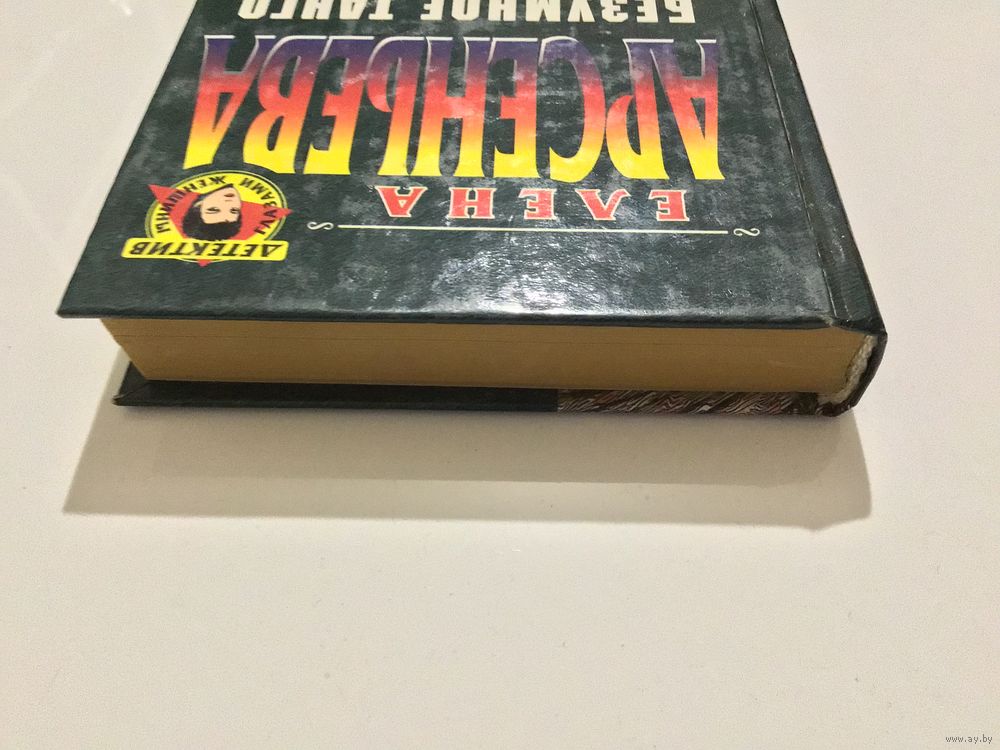 ДЕТЕКТИВ
ГЛАЗАМИ ЖЕНЩИНЫ
ЕЛЕНА
АРСЕНЬЕВА
БЕЗУМНОЕ ТАНГО
www.ay.by